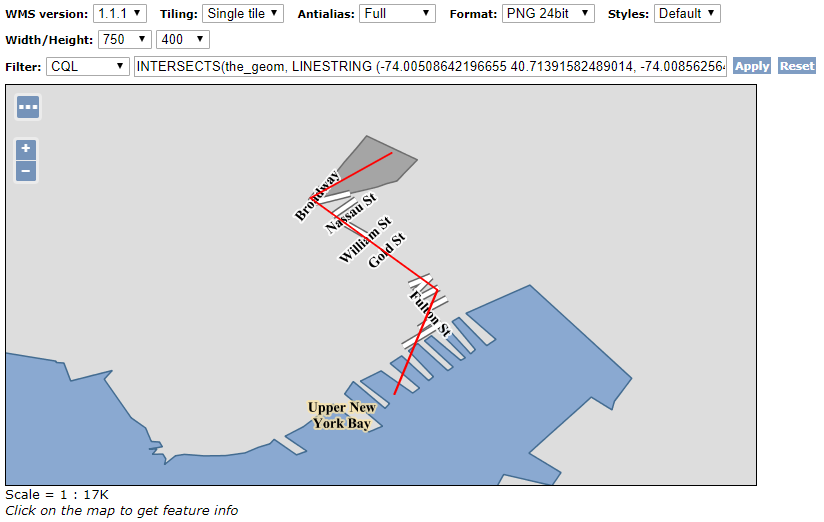 WMS version: 1.1.1 Tiling: Single tile Antialias: Full Format: PNG 24bit Styles: Default
Width/Height: 750 400
Filter: CQL INTERSECTS(the_geom, LINESTRING (-74.00508642196655 40.71391582489014, -74.008562564 Apply Reset
Broadway
Nassau St
William St
Gold St
Fulton St
Upper New
York Bay
Scale = 1 : 17K
Click on the map to get feature info